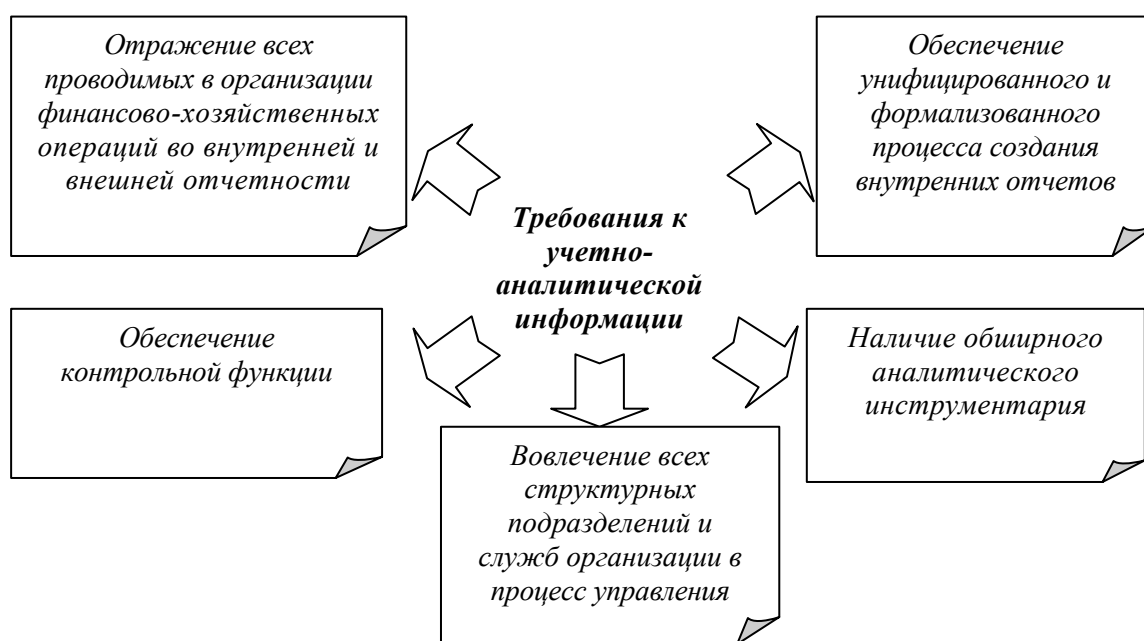 Отражение всех
проводимых в организации
финансово-хозяйственных
операций во внутренней и
внешней отчетности
Обеспечение
унифицированного и
формализованного
процесса создания
внутренних отчетов
Требования к
учетно-
аналитической
информации
Обеспечение
контрольной функции
Наличие обширного
аналитического
инструментария
Вовлечение всех
структурных
подразделений и
служб организации в
процесс управления